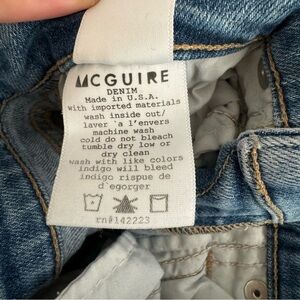 MCGUIRE
DENIM
Made in U.S.A.
with imported materials
wash inside out/
laver `a l'envers
machine wash
cold do not bleach
tumble dry low or
dry clean
wash with like colors
indigo will bleed
indigo rispue de
d`egorger
rn#142223